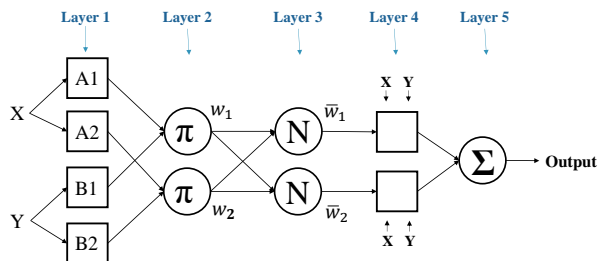 Layer 1 Layer 2 Layer 3 Layer 4 Layer 5
A1
X Y
X
w₁
w̅₁
A2
π
N
Σ
Output
B1
π
N
Y
w₂
w̅₂
B2
X Y